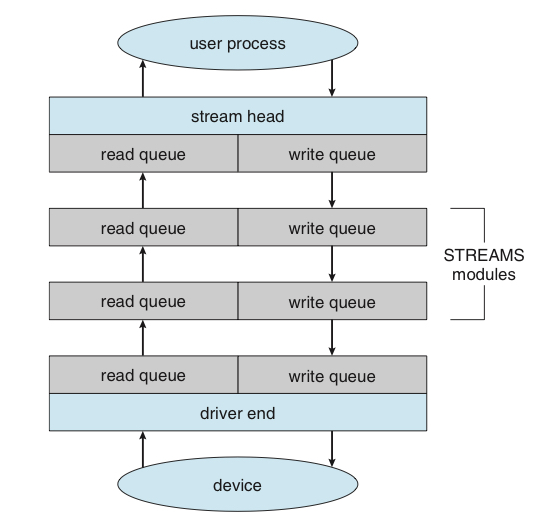 user process
stream head
read queue write queue
read queue write queue
STREAMS
modules
read queue write queue
read queue write queue
driver end
device